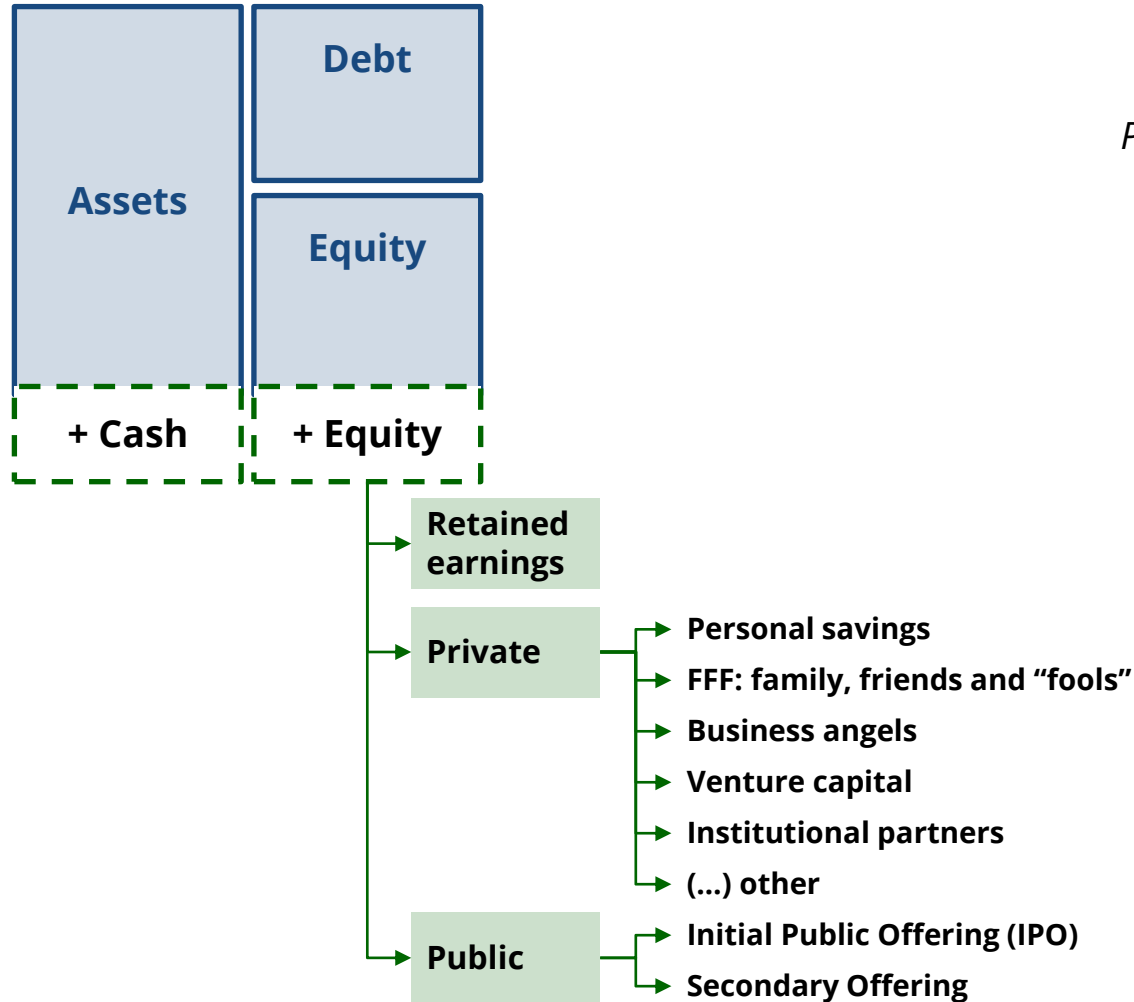 Debt
Assets
Equity
+ Cash
+ Equity
Retained
earnings
Private
Personal savings
FFF: family, friends and “fools”
Business angels
Venture capital
Institutional partners
(...) other
Public
Initial Public Offering (IPO)
Secondary Offering